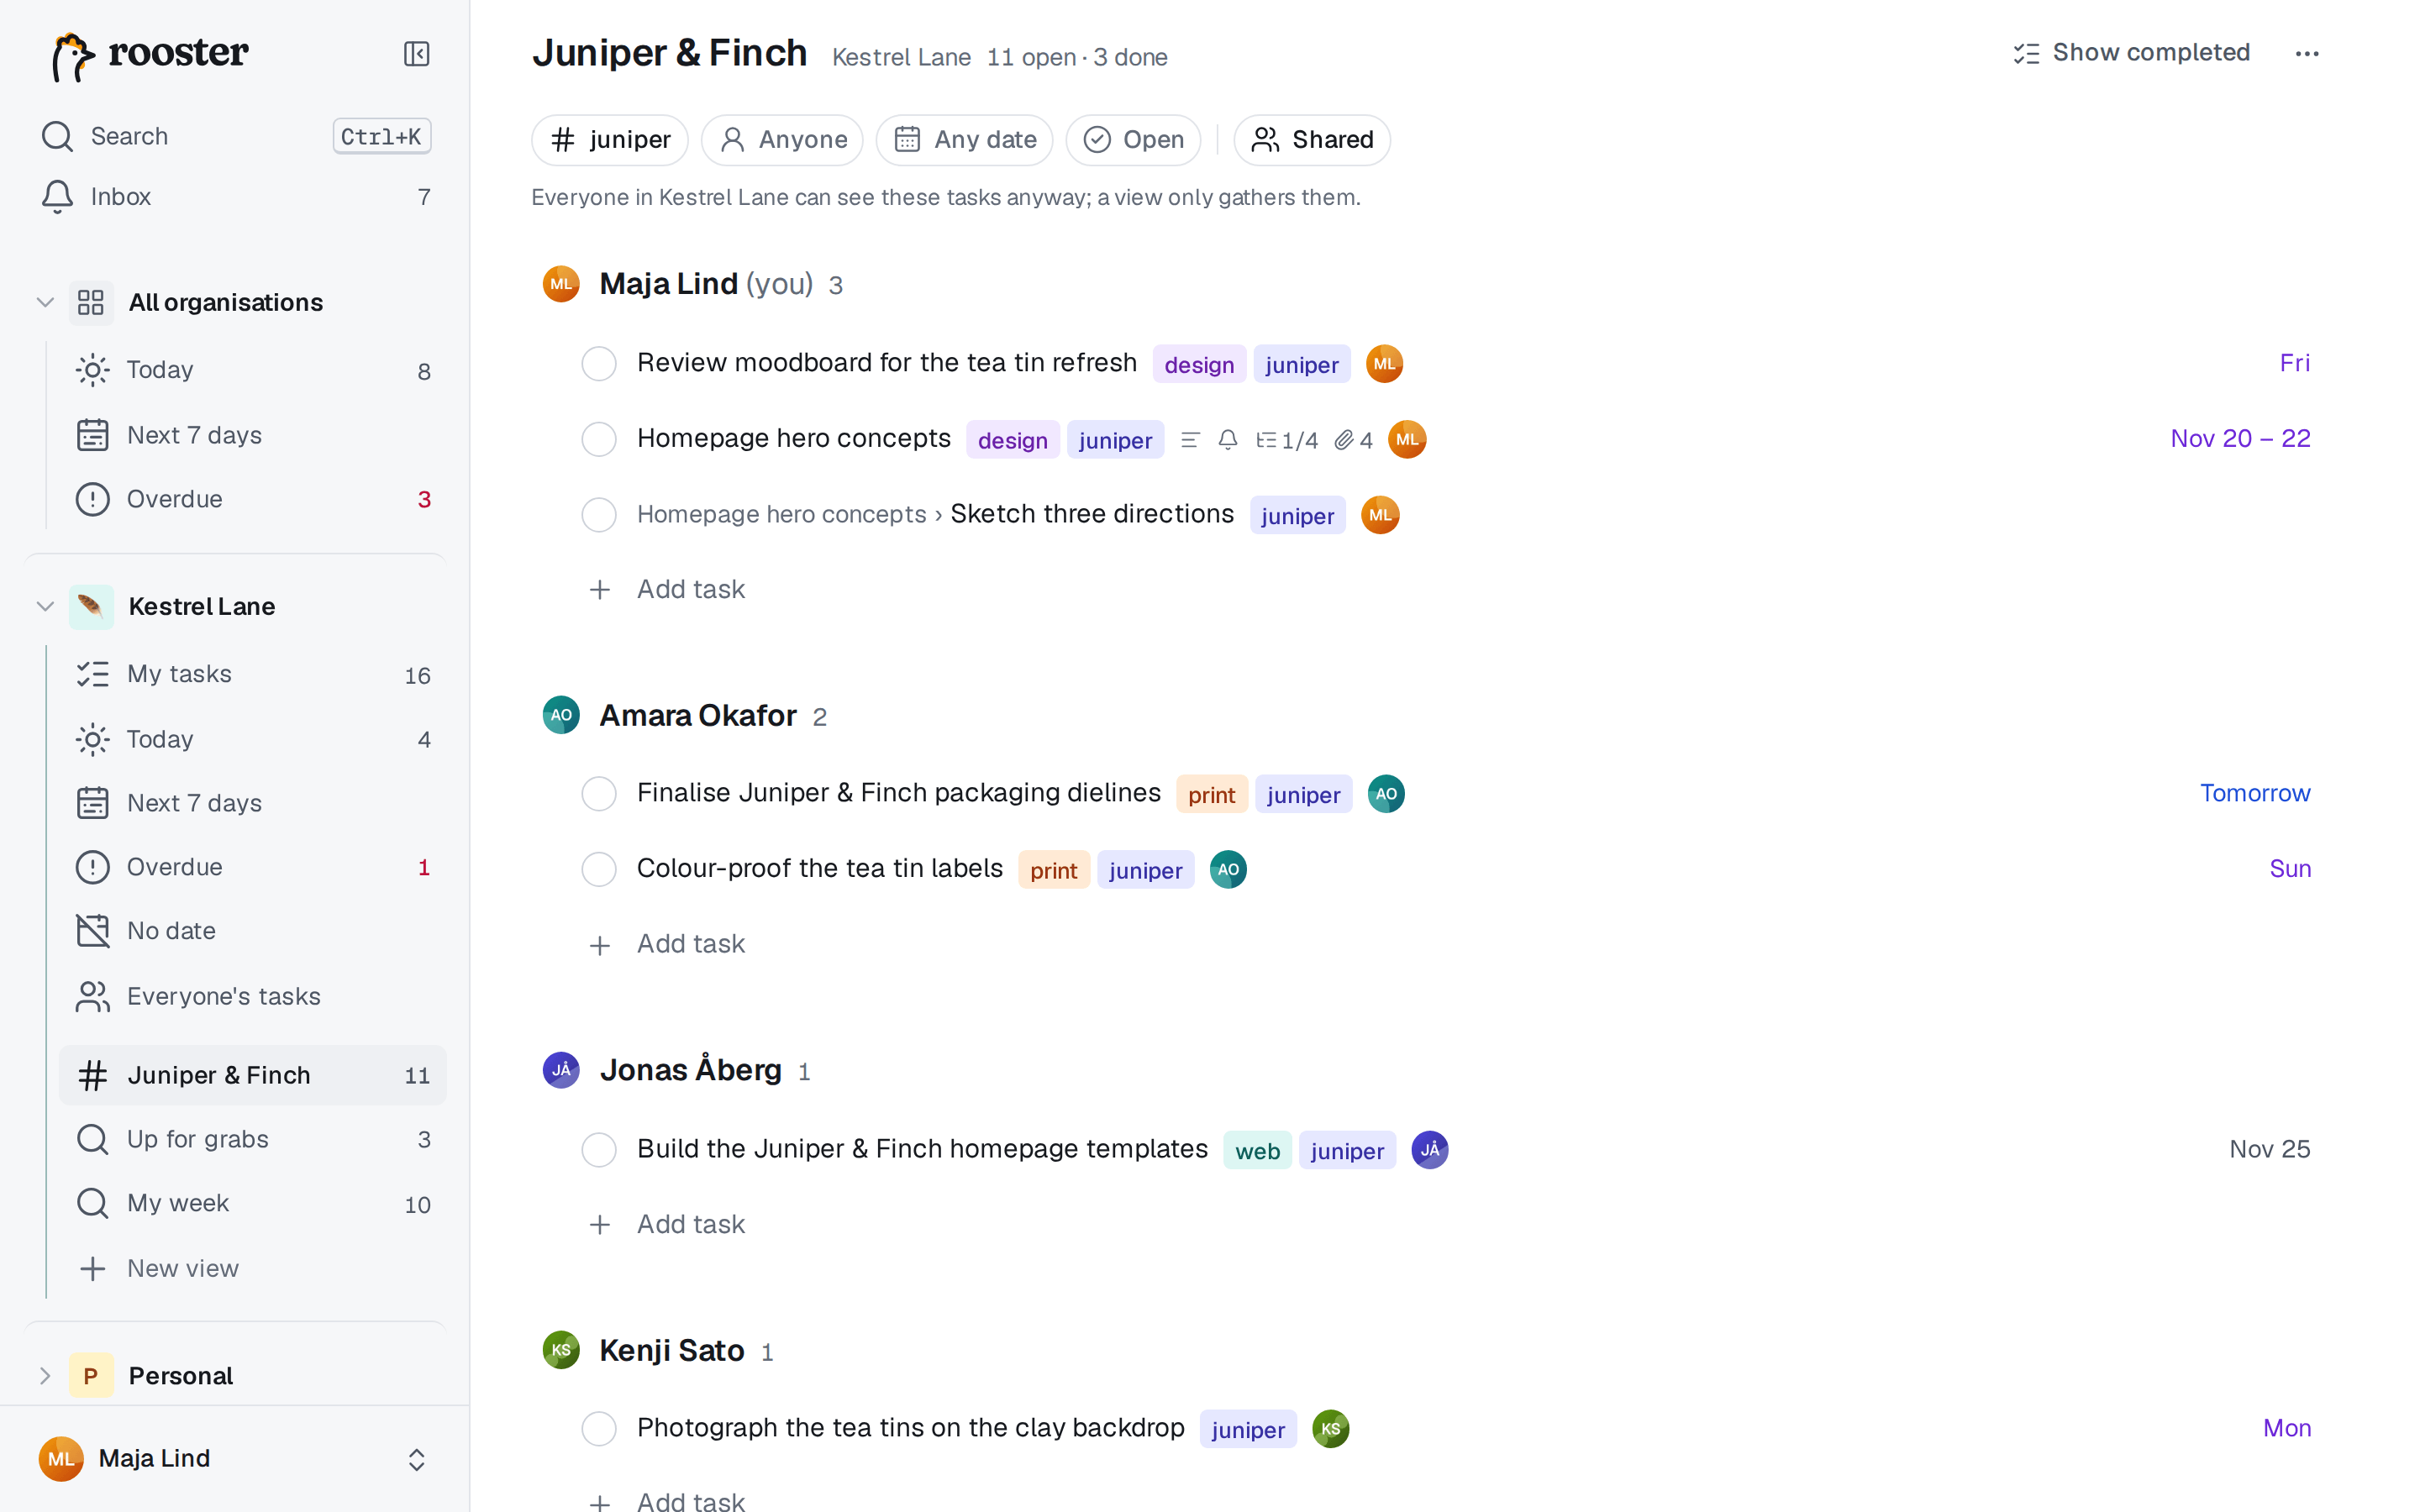 rooster
Search Ctrl+K
Inbox 7
All organisations
Today 8
Next 7 days
Overdue 3
Kestrel Lane
My tasks 16
Today 4
Next 7 days
Overdue 1
No date
Everyone's tasks
Juniper & Finch 11
Up for grabs 3
My week 10
New view
P Personal
ML Maja Lind
Juniper & Finch Kestrel Lane 11 open · 3 done Show completed
juniper Anyone Any date Open Shared
Everyone in Kestrel Lane can see these tasks anyway; a view only gathers them.
ML Maja Lind (you) 3
Review moodboard for the tea tin refresh design juniper ML Fri
Homepage hero concepts design juniper 1/4 4 ML Nov 20 – 22
Homepage hero concepts › Sketch three directions juniper ML
Add task
AO Amara Okafor 2
Finalise Juniper & Finch packaging dielines print juniper AO Tomorrow
Colour-proof the tea tin labels print juniper AO Sun
Add task
JÅ Jonas Åberg 1
Build the Juniper & Finch homepage templates web juniper JÅ Nov 25
Add task
KS Kenji Sato 1
Photograph the tea tins on the clay backdrop juniper KS Mon
Add task